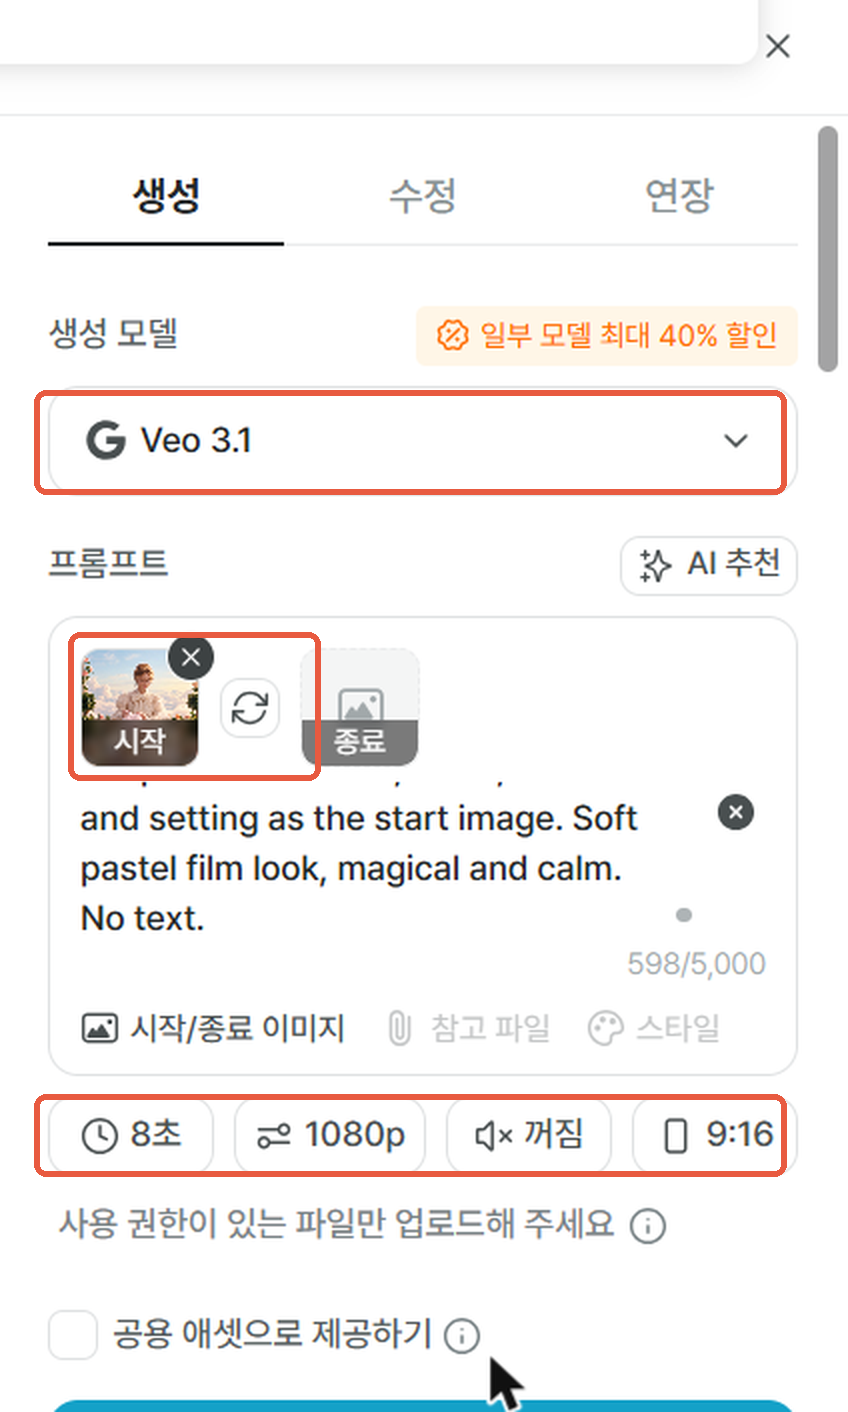 생성
수정
연장
생성 모델
일부 모델 최대 40% 할인
Veo 3.1
프롬프트
AI 추천
시작
종료
and setting as the start image. Soft
pastel film look, magical and calm.
No text.
598/5,000
시작/종료 이미지
참고 파일
스타일
8초
1080p
꺼짐
9:16
사용 권한이 있는 파일만 업로드해 주세요
공용 애셋으로 제공하기